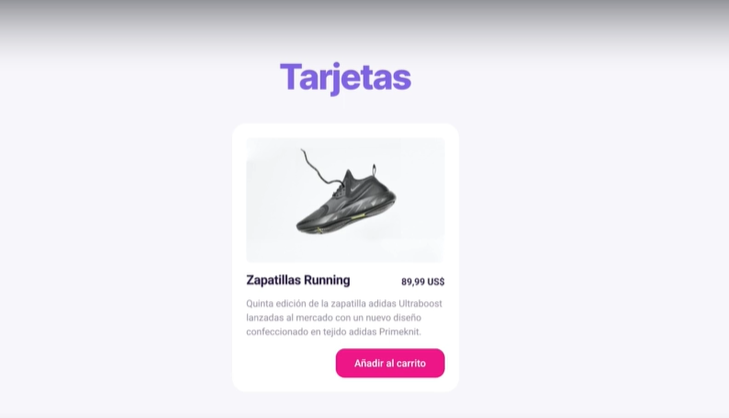 Tarjetas
Zapatillas Running 89,99 US$
Quinta edición de la zapatilla adidas Ultraboost
lanzadas al mercado con un nuevo diseño
confeccionado en tejido adidas Primeknit.
Añadir al carrito